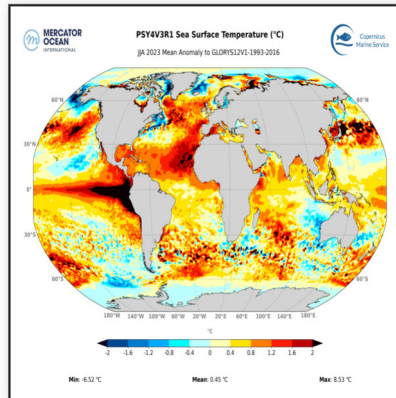 MERCATOR
OCEAN
INTERNATIONAL
PSY4V3R1 Sea Surface Temperature (°C)
JJA 2023 Mean Anomaly to GLORYS12V1-1993-2016
Copernicus
Marine Service
60°N 60°N
30°N 30°N
0° 0°
30°S 30°S
60°S 60°S
180°W 140°W 100°W 60°W 20°W 20°E 60°E 100°E 140°E 180°E
°C
-2 -1.6 -1.2 -0.8 -0.4 0 0.4 0.8 1.2 1.6 2
Min: -6.52 °C Mean: 0.45 °C Max: 8.53 °C